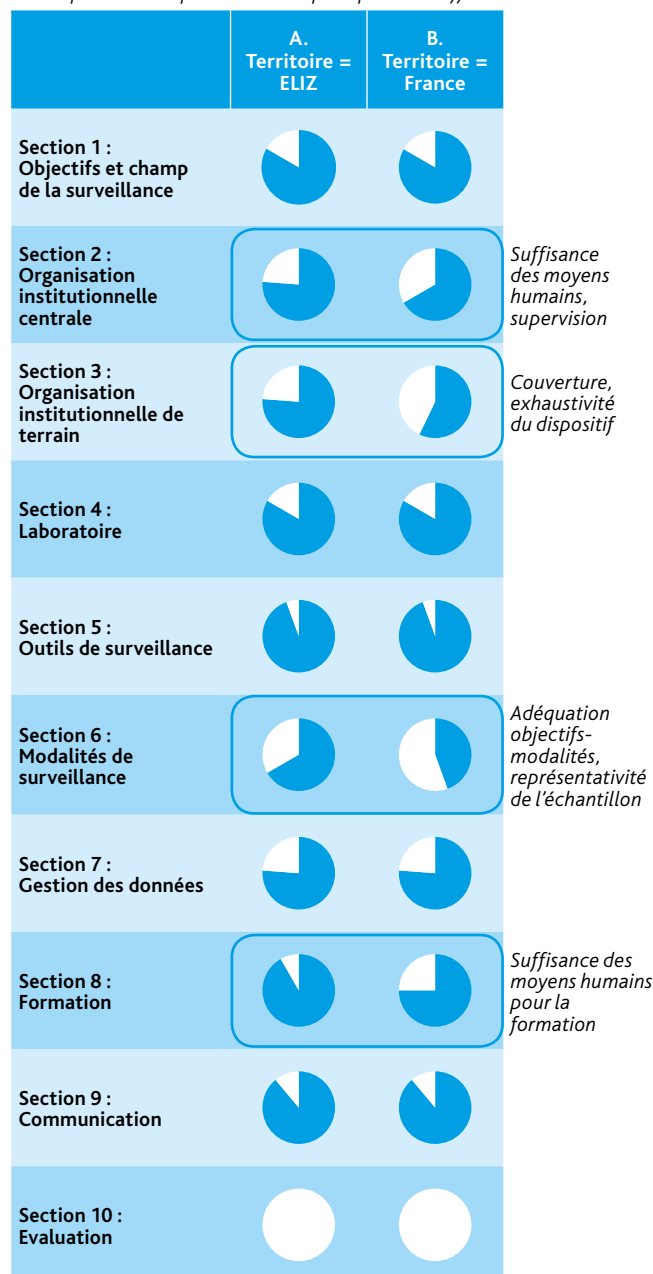 A.
Territoire =
ELIZ
B.
Territoire =
France
Section 1 :
Objectifs et champ
de la surveillance
Section 2 :
Organisation
institutionnelle
centrale
Suffisance
des moyens
humains,
supervision
Section 3 :
Organisation
institutionnelle de
terrain
Couverture,
exhaustivité
du dispositif
Section 4 :
Laboratoire
Section 5 :
Outils de surveillance
Section 6 :
Modalités de
surveillance
Adéquation
objectifs-
modalités,
représentativité
de l'échantillon
Section 7 :
Gestion des données
Section 8 :
Formation
Suffisance des
moyens humains
pour la
formation
Section 9 :
Communication
Section 10 :
Evaluation